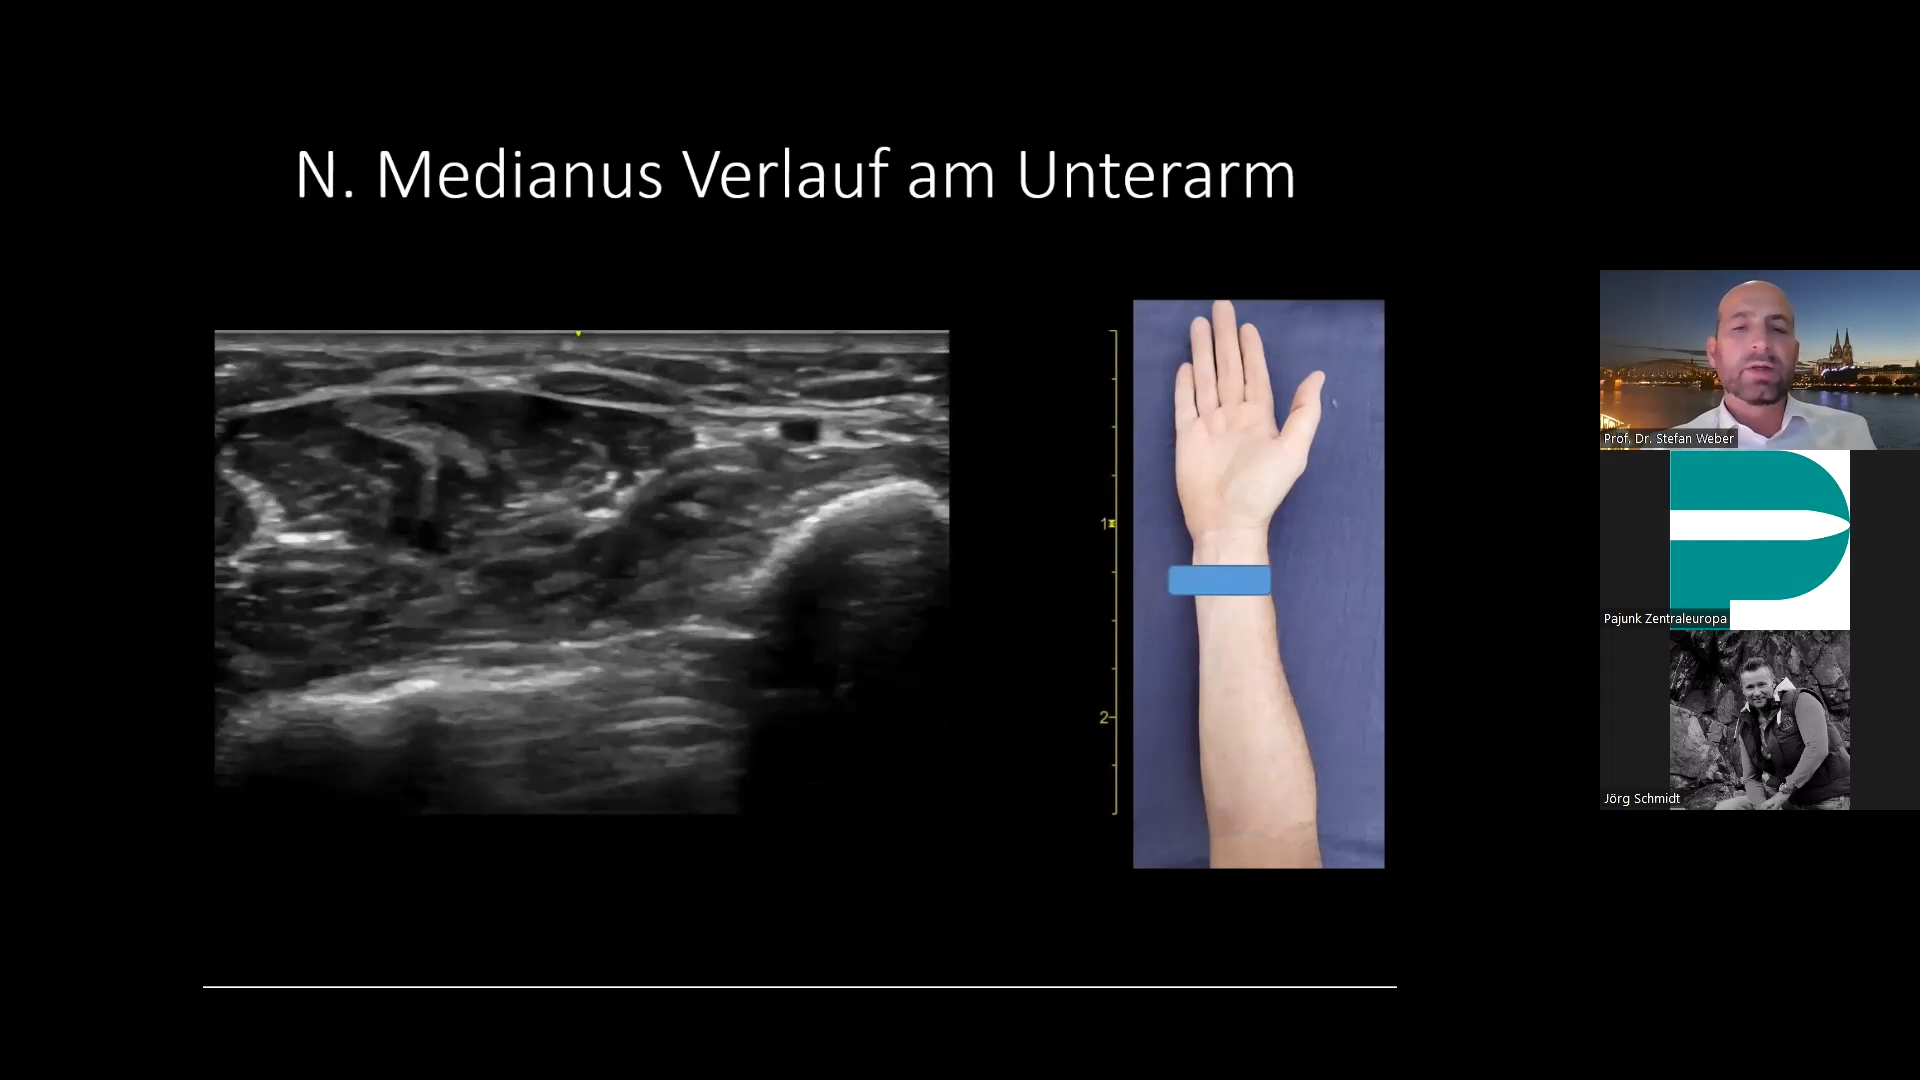 N. Medianus Verlauf am Unterarm
1
2
Prof. Dr. Stefan Weber
Pajunk Zentraleuropa
Jörg Schmidt